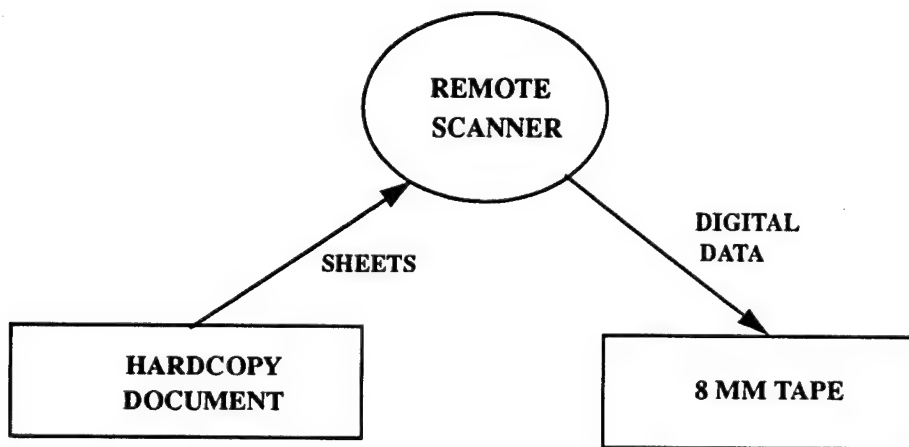 REMOTE
SCANNER
SHEETS
DIGITAL
DATA
HARDCOPY
DOCUMENT
8 MM TAPE